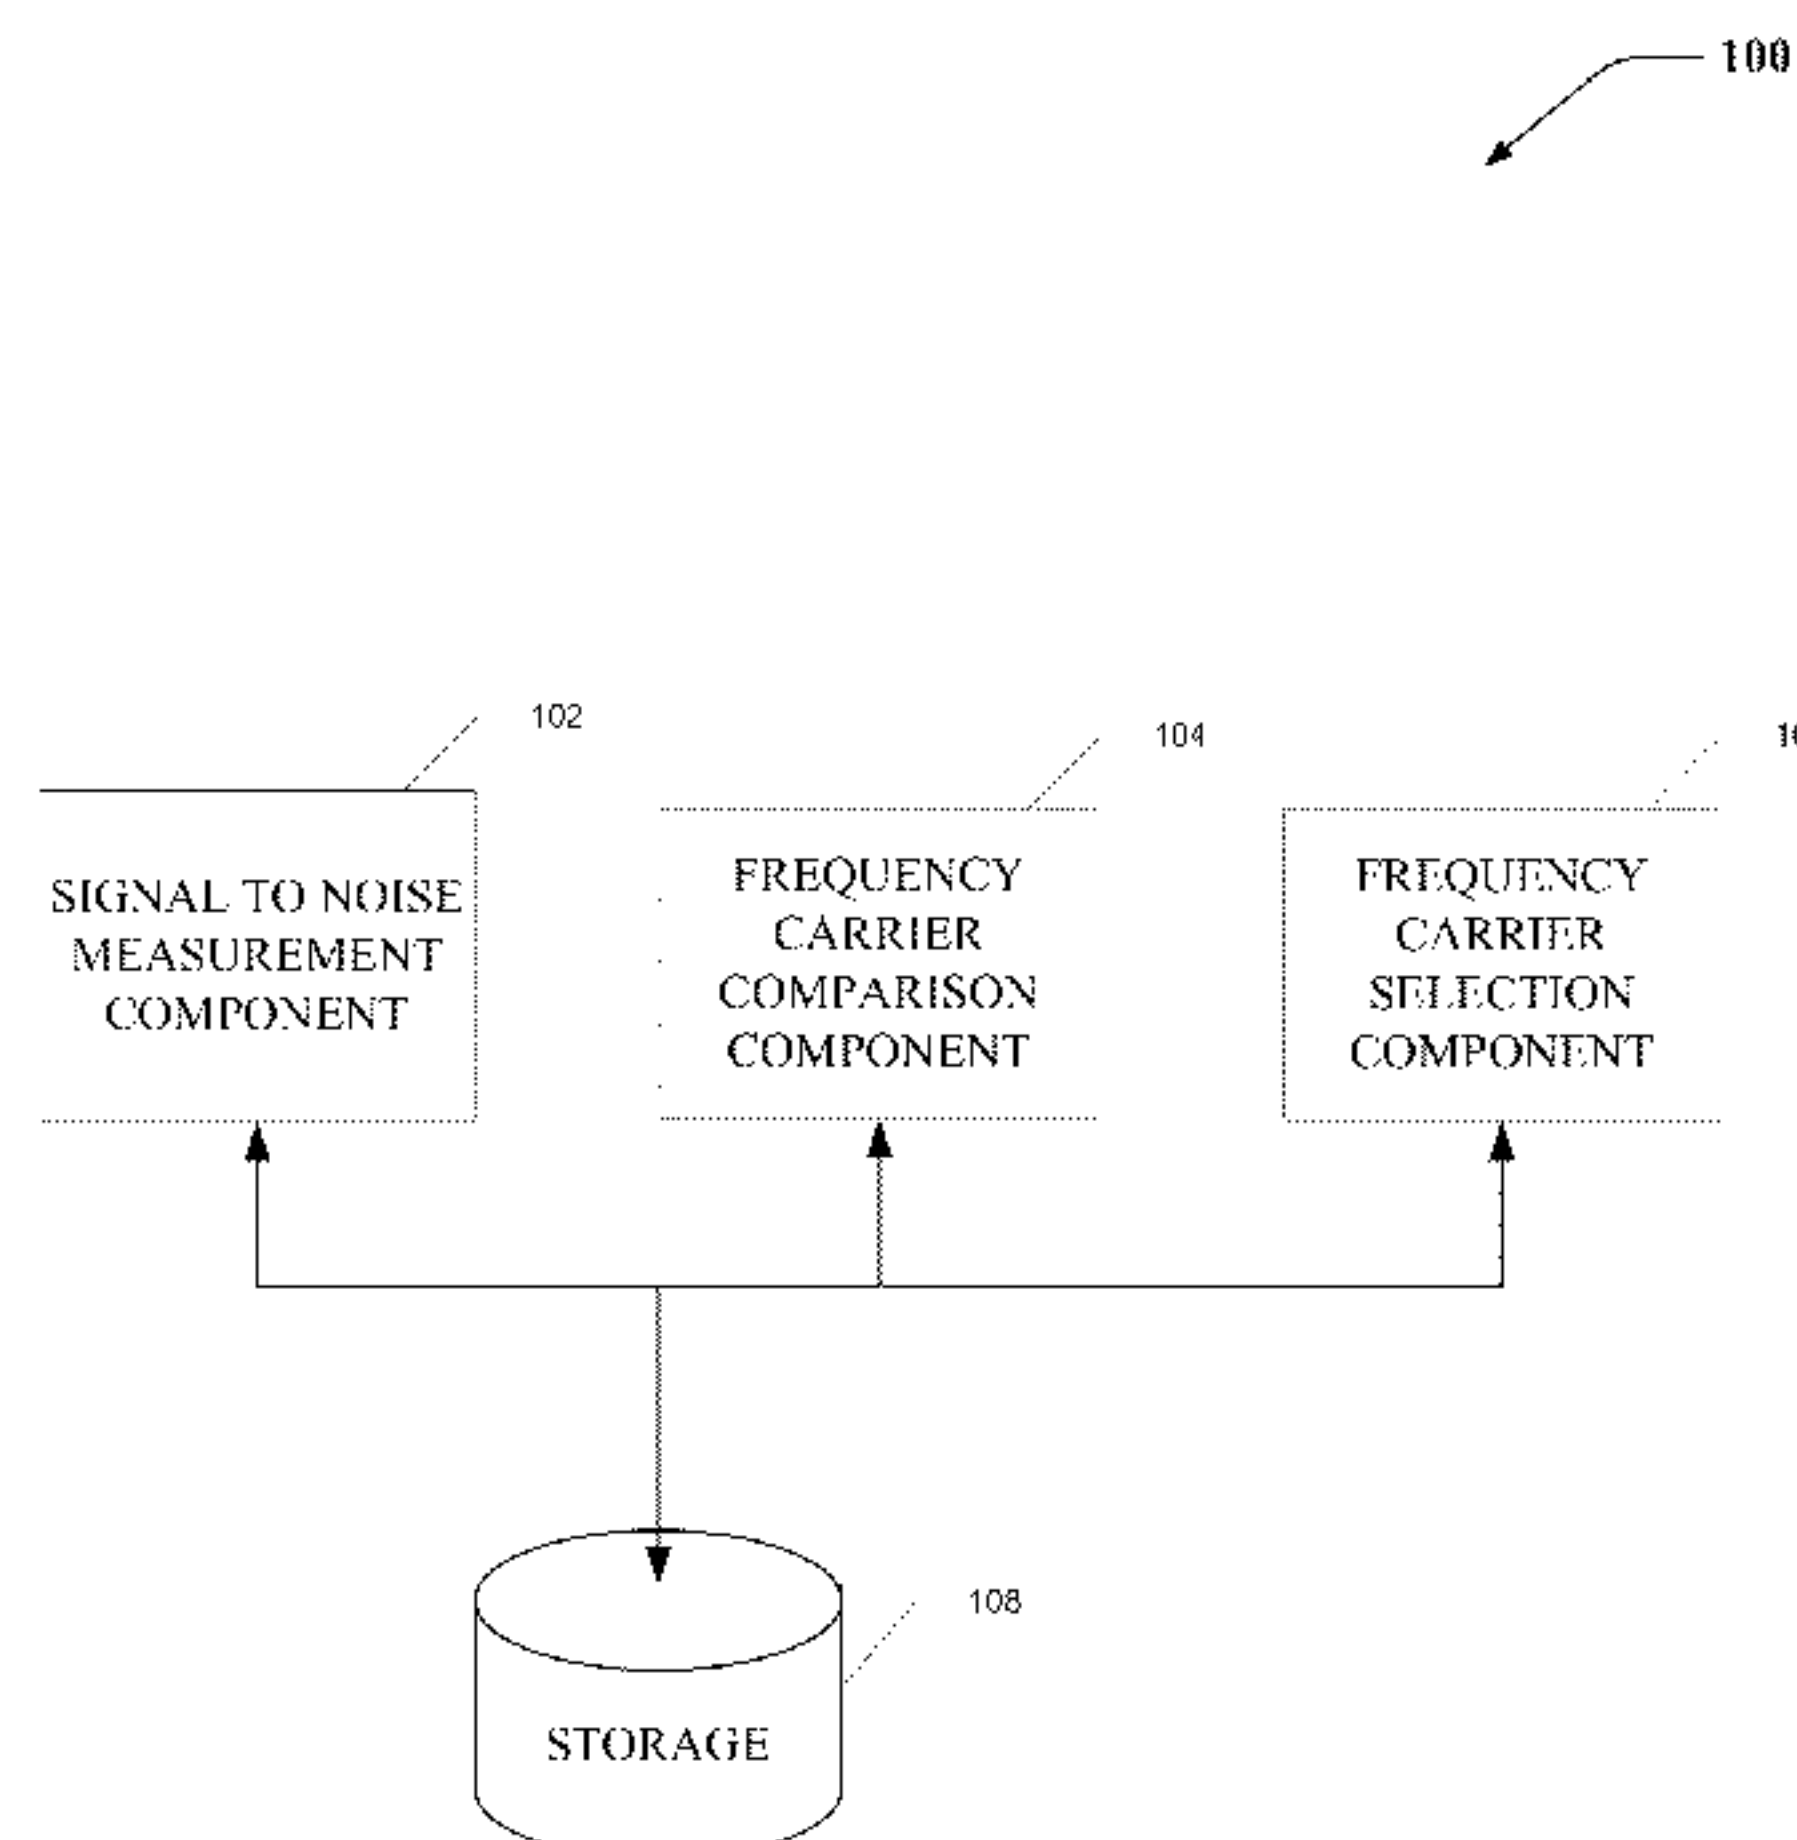 100
102
104
SIGNAL TO NOISE
MEASUREMENT
COMPONENT
FREQUENCY
CARRIER
COMPARISON
COMPONENT
FREQUENCY
CARRIER
SELECTION
COMPONENT
108
STORAGE